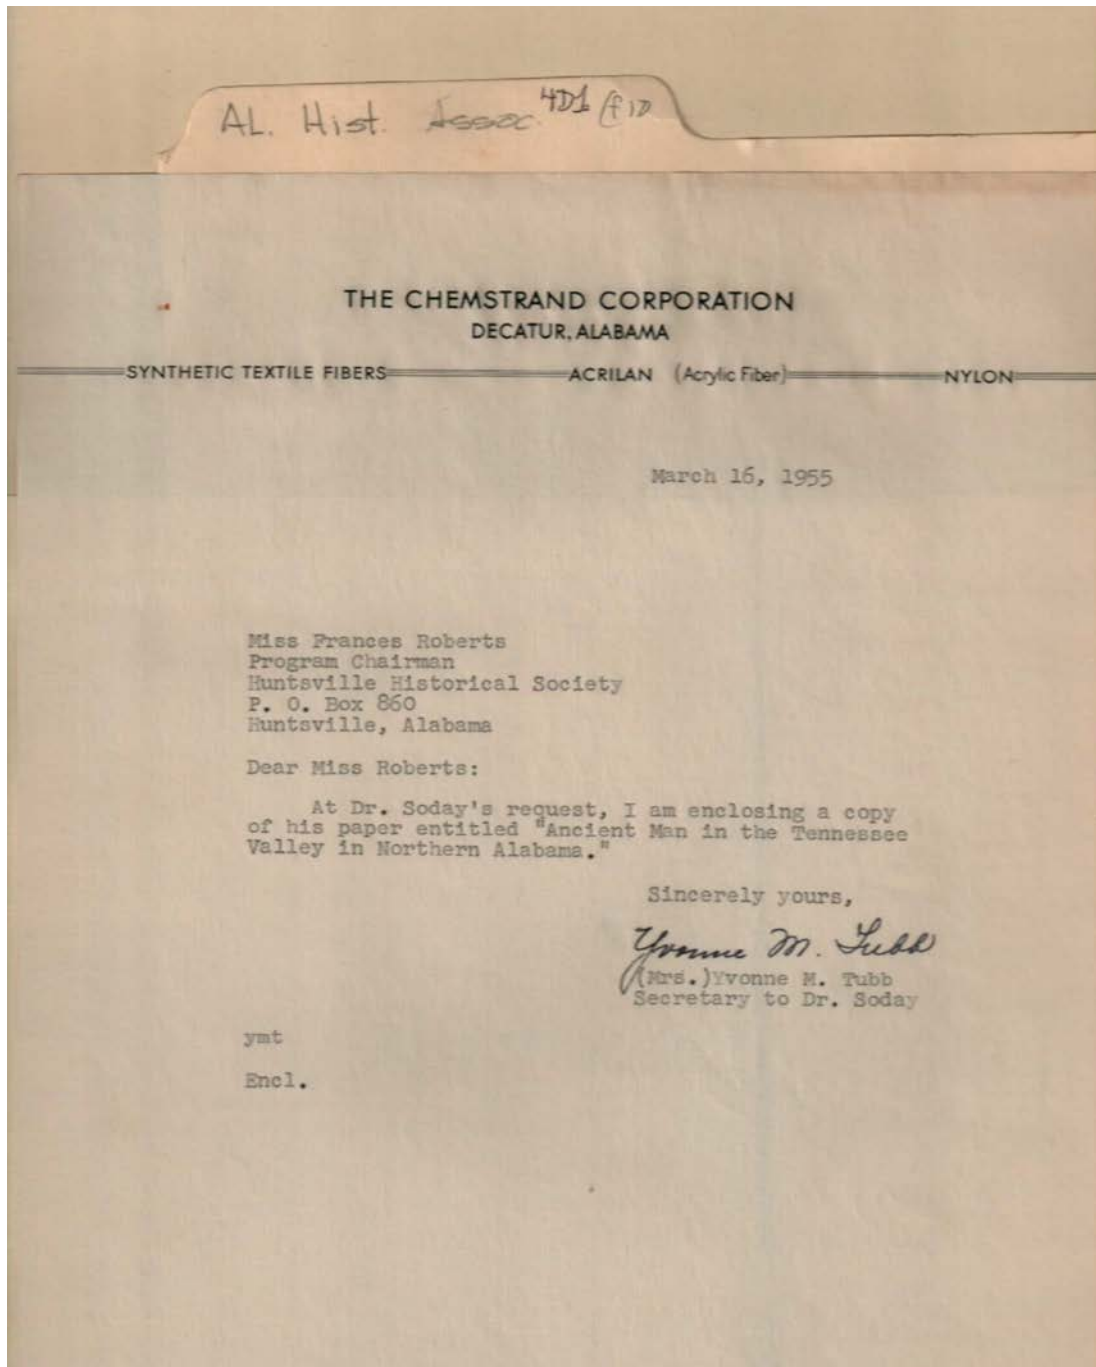 AL. Hist. Assoc. 4D1 (f10
THE CHEMSTRAND CORPORATION
DECATUR, ALABAMA
SYNTHETIC TEXTILE FIBERS ACRILAN (Acrylic Fiber) NYLON
March 16, 1955
Miss Frances Roberts
Program Chairman
Huntsville Historical Society
P. O. Box 860
Huntsville, Alabama
Dear Miss Roberts:
At Dr. Soday's request, I am enclosing a copy
of his paper entitled "Ancient Man in the Tennessee
Valley in Northern Alabama."
Sincerely yours,
Yvonne M. Tubb
(Mrs.)Yvonne M. Tubb
Secretary to Dr. Soday
ymt
Encl.